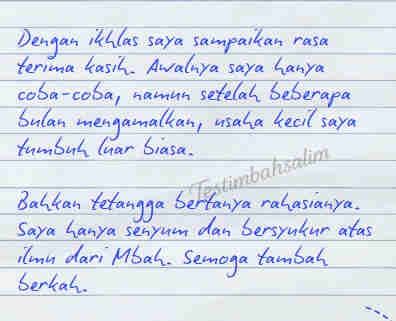 Dengan ikhlas saya sampaikan rasa
terima kasih. Awalnya saya hanya
coba-coba, namun setelah beberapa
bulan mengamalkan, usaha kecil saya
tumbuh luar biasa.
Testimbahsalim
Bahkan tetangga bertanya rahasianya.
Saya hanya senyum dan bersyukur atas
ilmu dari Mbah. Semoga tambah
berkah.